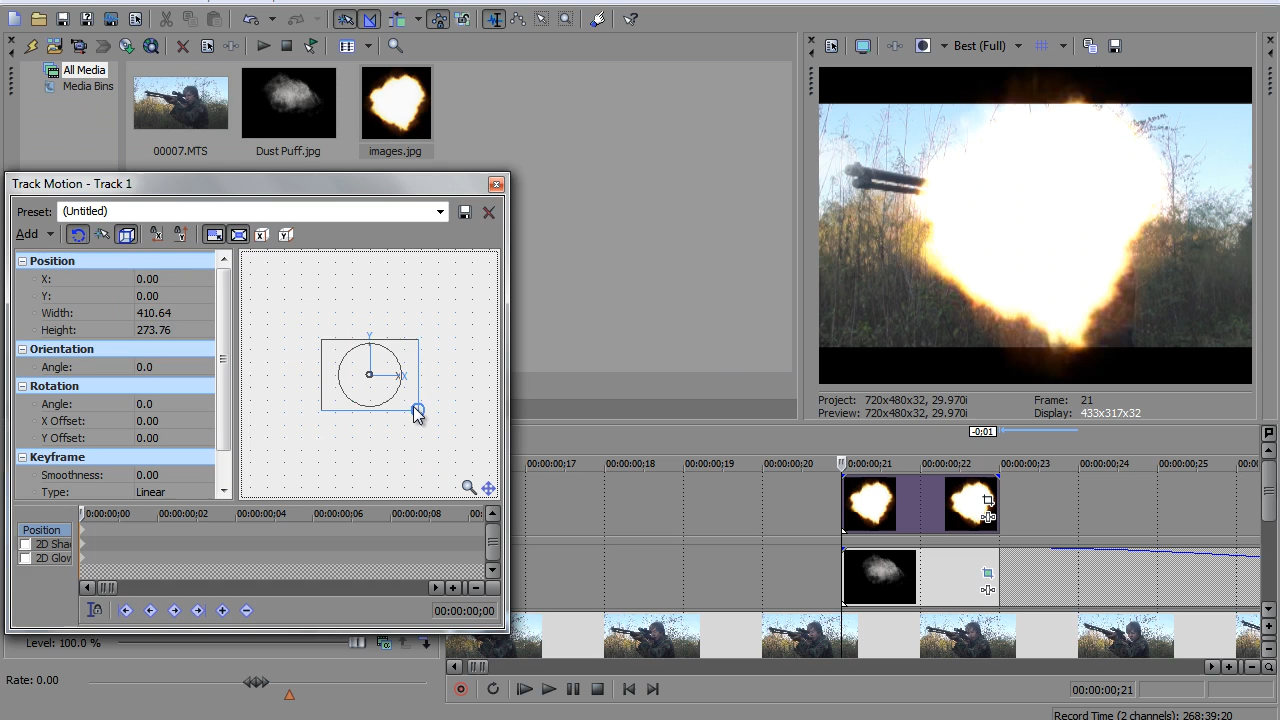 Best (Full)
All Media
Media Bins
00007.MTS
Dust Puff.jpg
images.jpg
Track Motion - Track 1
Preset:
(Untitled)
Add
Position
X:
0.00
Y:
0.00
Width:
410.64
Height:
273.76
Orientation
Angle:
0.0
Rotation
Angle:
0.0
X Offset:
0.00
Y Offset:
0.00
Keyframe
Smoothness:
0.00
Type:
Linear
Y
X
Project: 720x480x32, 29.970i
Frame: 21
Preview: 720x480x32, 29.970i
Display: 433x317x32
-0;01
00:00:00;17
00:00:00;18
00:00:00;19
00:00:00;20
00:00:00;21
00:00:00;22
00:00:00;23
00:00:00;24
00:00:00;25
0:00:00;00
00:00:00;02
00:00:00;04
00:00:00;06
00:00:00;08
00:
Position
2D Sha
2D Glov
00:00:00;00
Level: 100.0 %
Rate: 0.00
00:00:00;21
Record Time (2 channels): 268:39:20